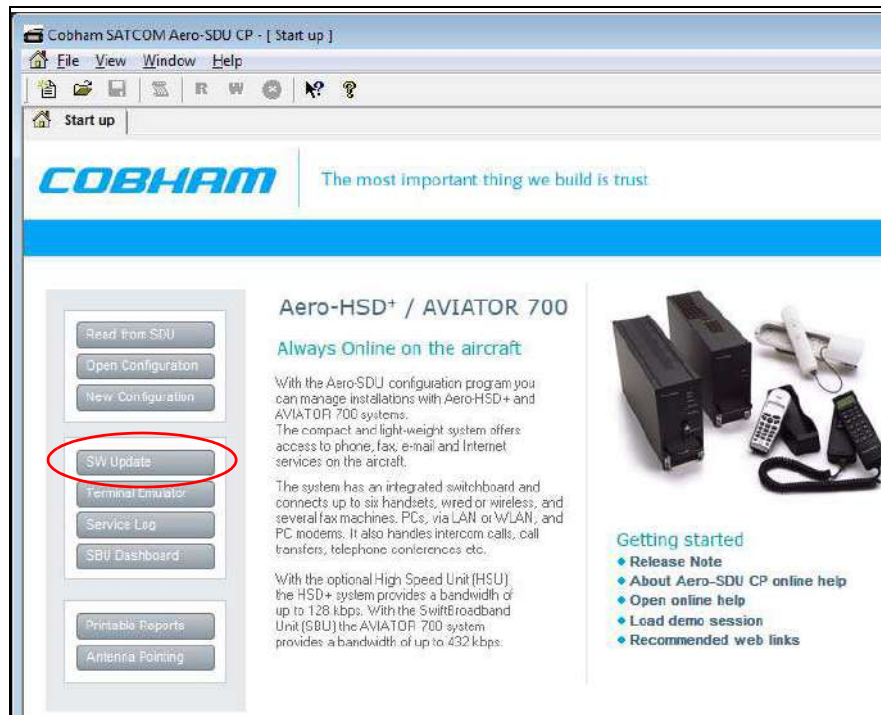 Cobham SATCOM Aero-SDU CP - [ Start up ]
File View Window Help
R W
Start up
COBHAM
The most important thing we build is trust
Read from SDU
Open Configuration
New Configuration
SW Update
Terminal Emulator
Service Log
SBU Dashboard
Printable Reports
Antenna Pointing
Aero-HSD+ / AVIATOR 700
Always Online on the aircraft
With the Aero-SDU configuration program you
can manage installations with Aero-HSD+ and
AVIATOR 700 systems.
The compact and light-weight system offers
access to phone, fax, e-mail and Internet
services on the aircraft.
The system has an integrated switchboard and
connects up to six handsets, wired or wireless, and
several fax machines. PCs, via LAN or WLAN, and
PC modems. It also handles intercom calls, call
transfers, telephone conferences etc.
With the optional High Speed Unit (HSU)
the HSD+ system provides a bandwidth of
up to 128 kbps. With the SwiftBroadband
Unit (SBU) the AVIATOR 700 system
provides a bandwidth of up to 432 kbps.
Getting started
Release Note
About Aero-SDU CP online help
Open online help
Load demo session
Recommended web links